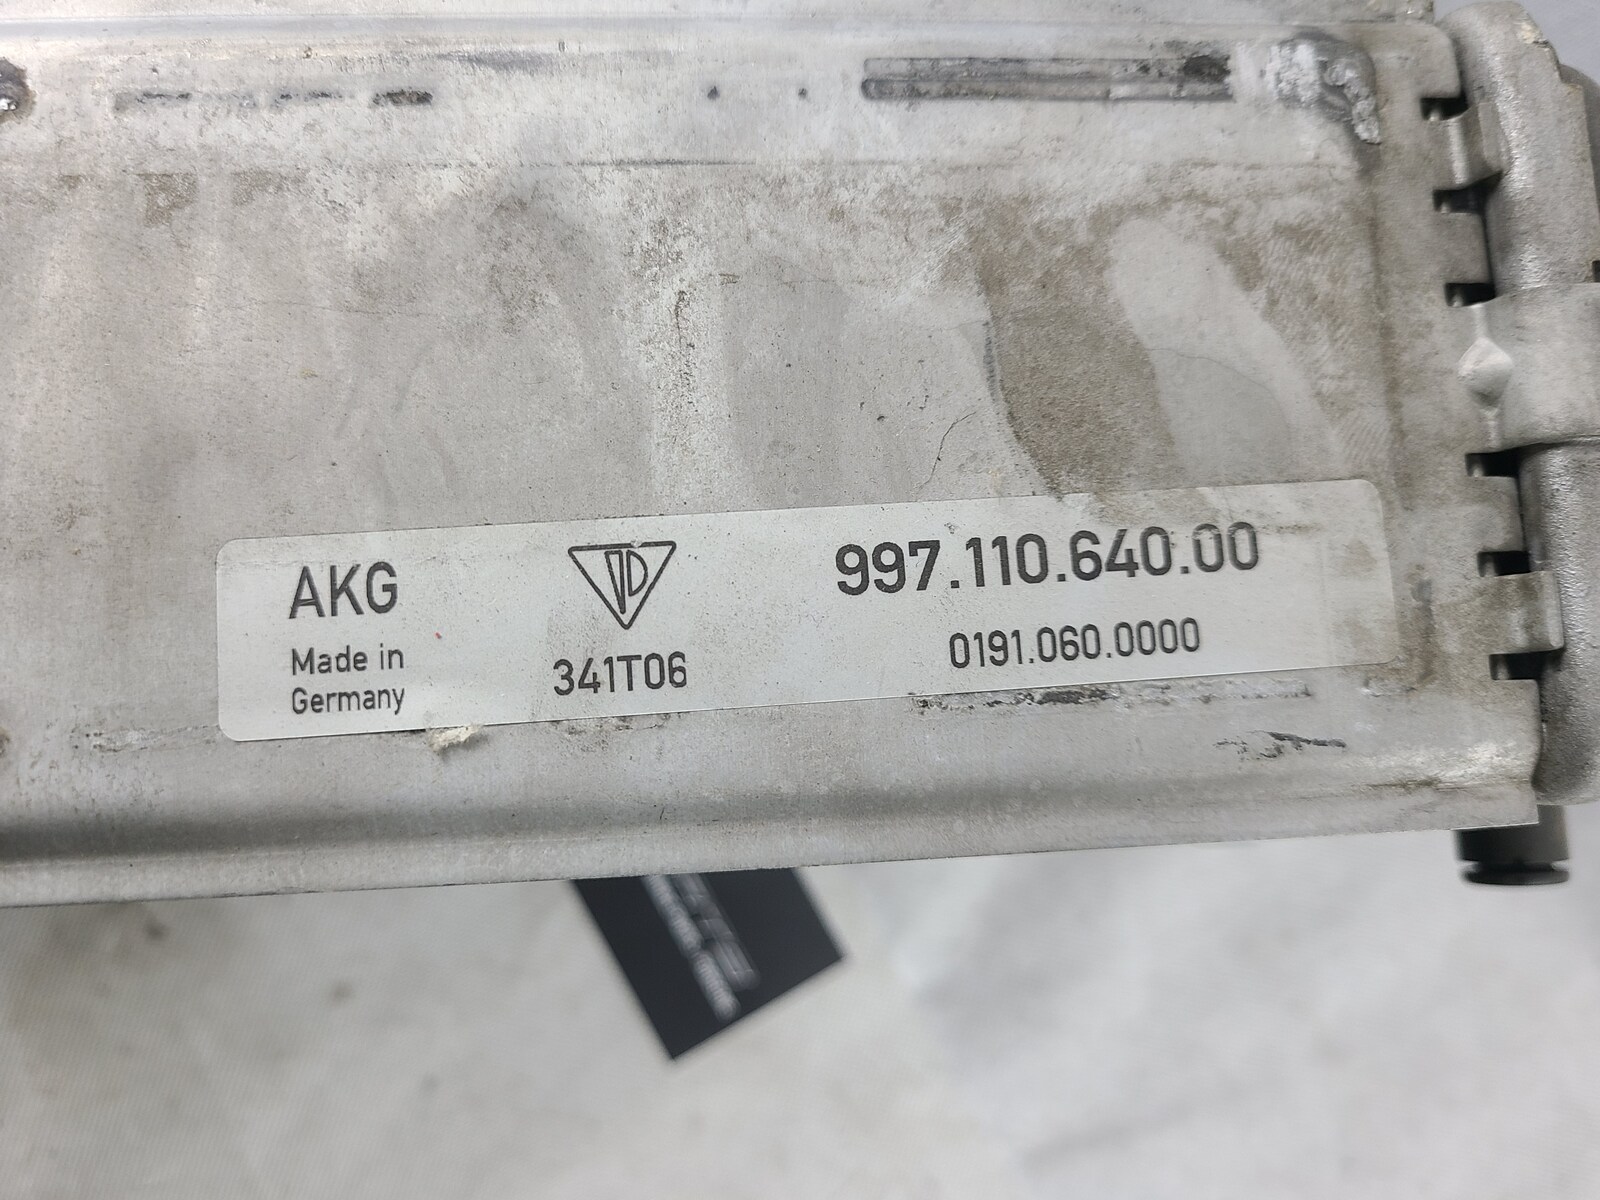 AKG
Made in
Germany
341T06
997.110.640.00
0191.060.0000